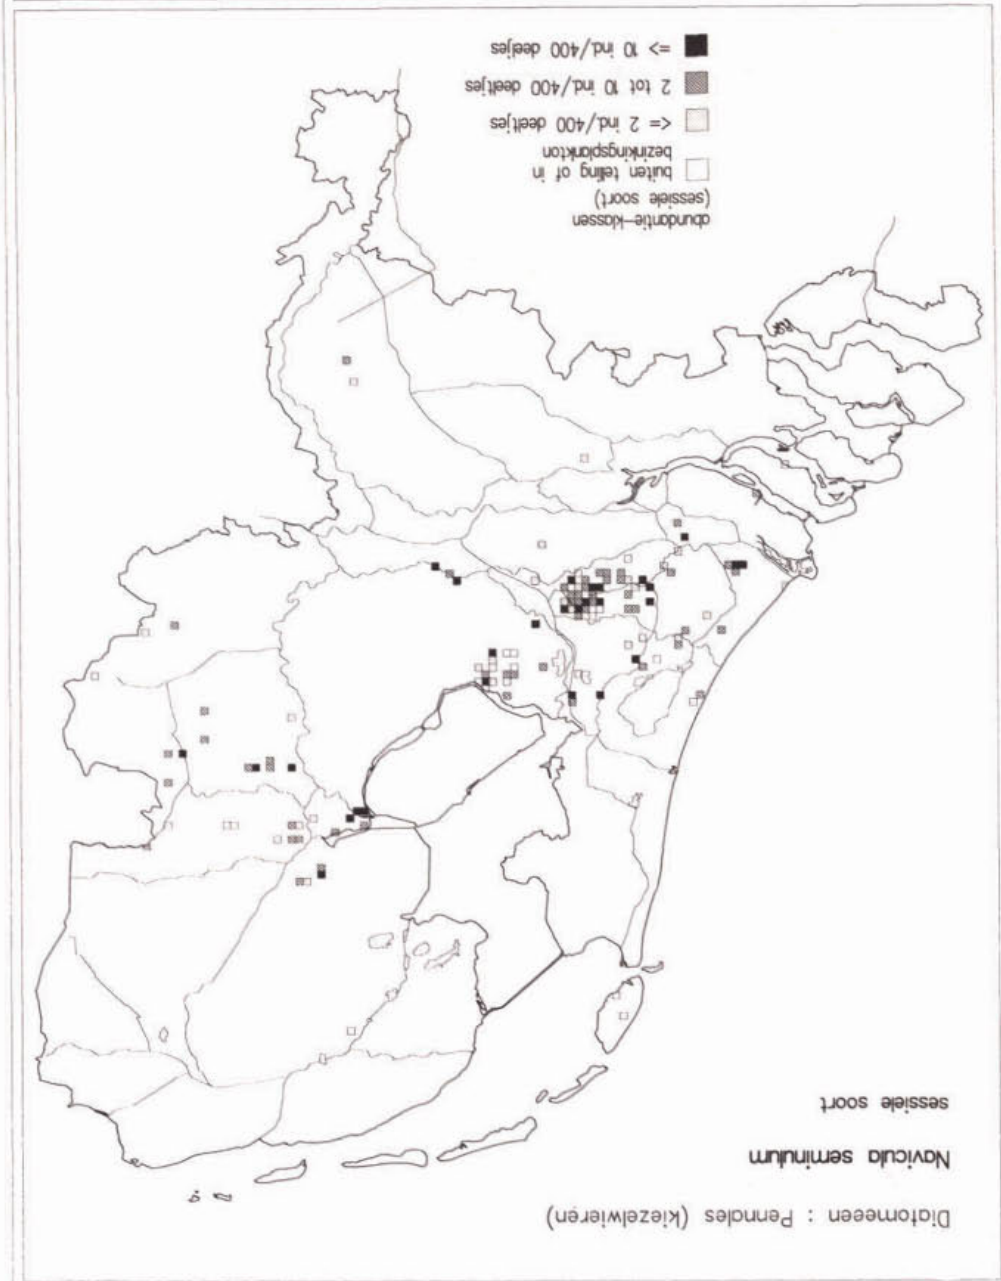 Diatomeeen : Pennales (kiezelwieren)
Navicula seminulum
sessiele soort
abundantie-klassen
(sessiele soort)
buiten telling of in
bezinkingsplankton
<= 2 ind./400 deeltjes
2 tot 10 ind./400 deeltjes
=> 10 ind./400 deeltjes